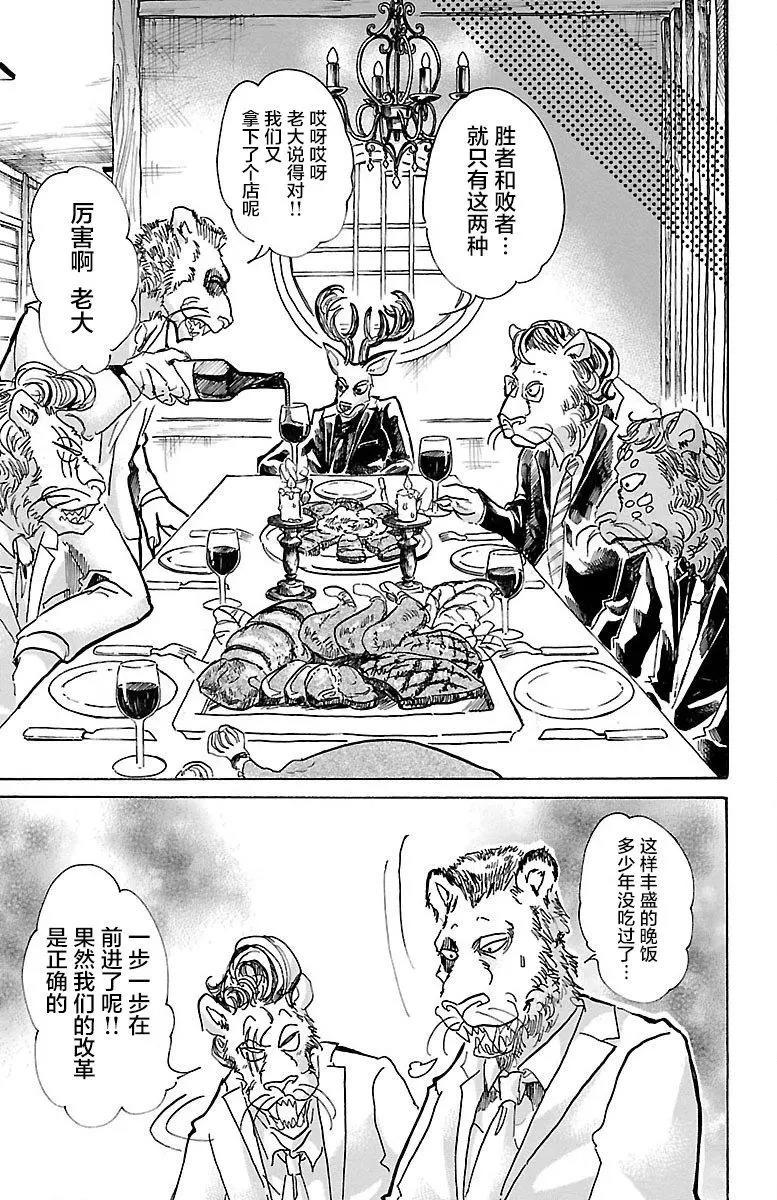 胜者和败者…
就只有这两种
哎呀哎呀
老大说得对!!
我们又
拿下了个店呢
厉害啊 老大
这样丰盛的晚饭
多少年没吃过了…
一步一步在
前进了呢!!
果然我们的改革
是正确的